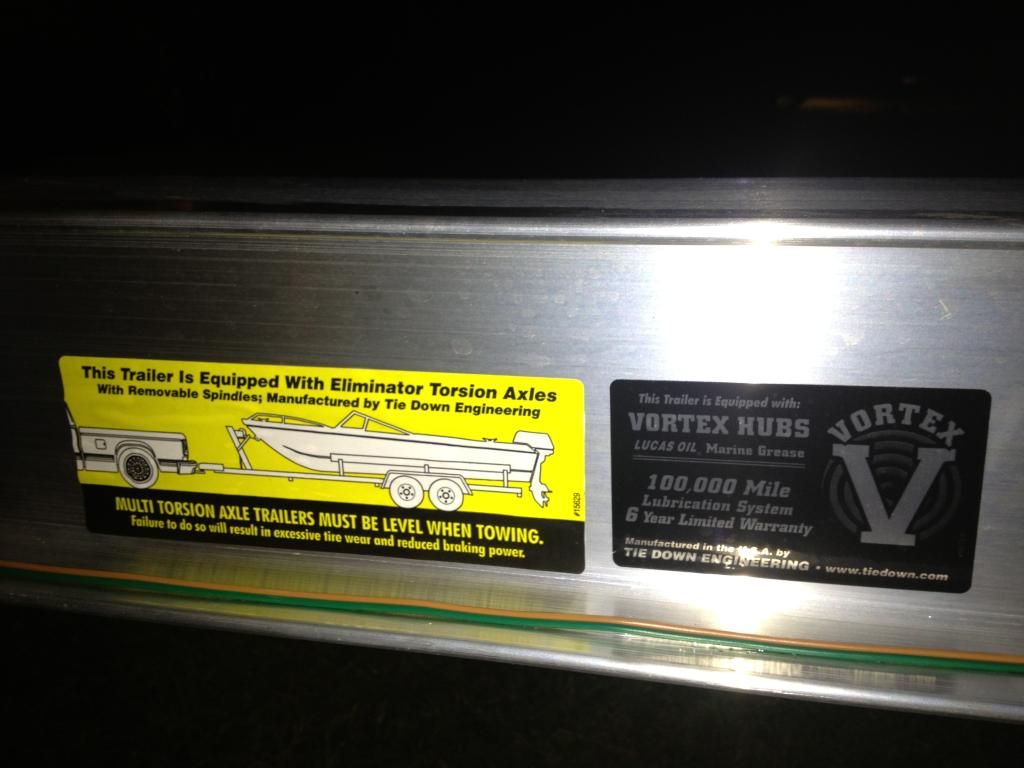 This Trailer Is Equipped With Eliminator Torsion Axles
With Removable Spindles; Manufactured by Tie Down Engineering
#15629
MULTI TORSION AXLE TRAILERS MUST BE LEVEL WHEN TOWING.
Failure to do so will result in excessive tire wear and reduced braking power.
This Trailer is Equipped with:
VORTEX HUBS
LUCAS OIL Marine Grease
100,000 Mile
Lubrication System
6 Year Limited Warranty
Manufactured in the U.S.A. by
TIE DOWN ENGINEERING • www.tiedown.com
VORTEX
V